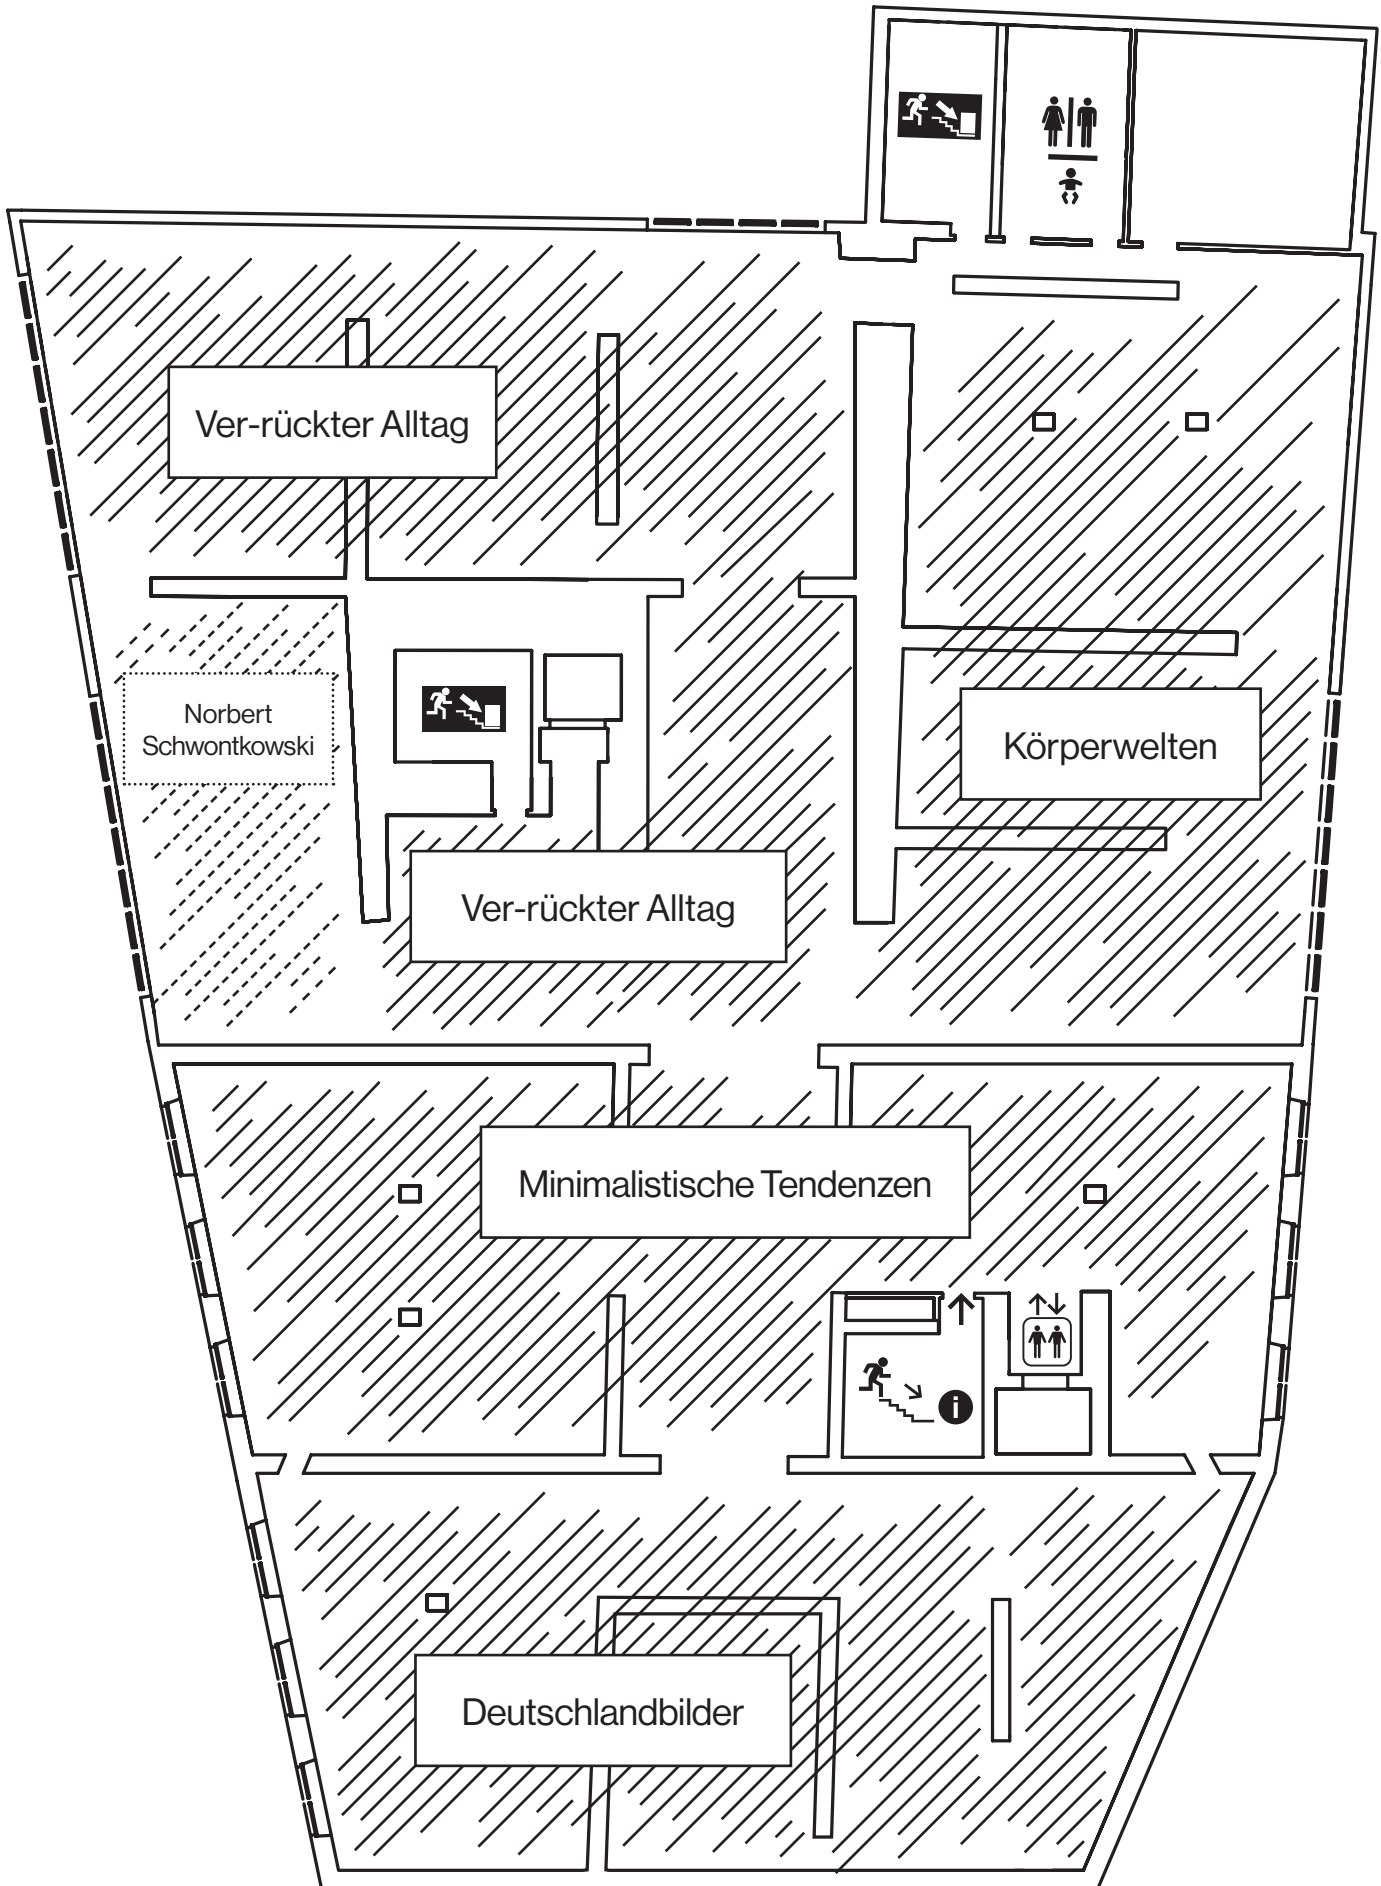 Ver-rückter Alltag
Norbert
Schwontkowski
Körperwelten
Ver-rückter Alltag
Minimalistische Tendenzen
i
Deutschlandbilder